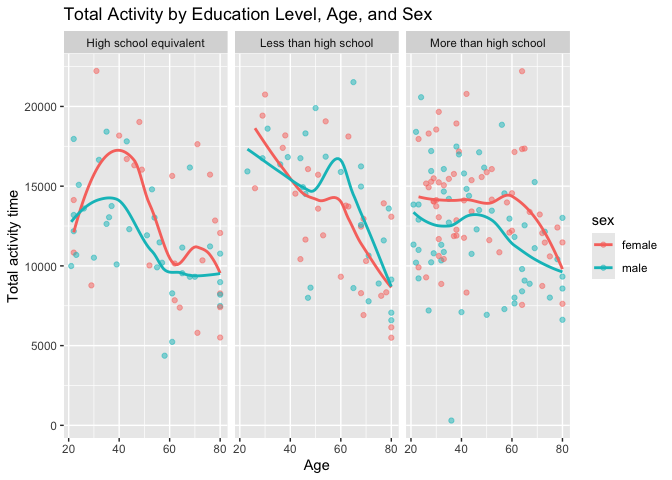 Total Activity by Education Level, Age, and Sex
High school equivalent
Less than high school
More than high school
Total activity time
20000
15000
10000
5000
0
20 40 60 80
20 40 60 80
20 40 60 80
Age
sex
female
male